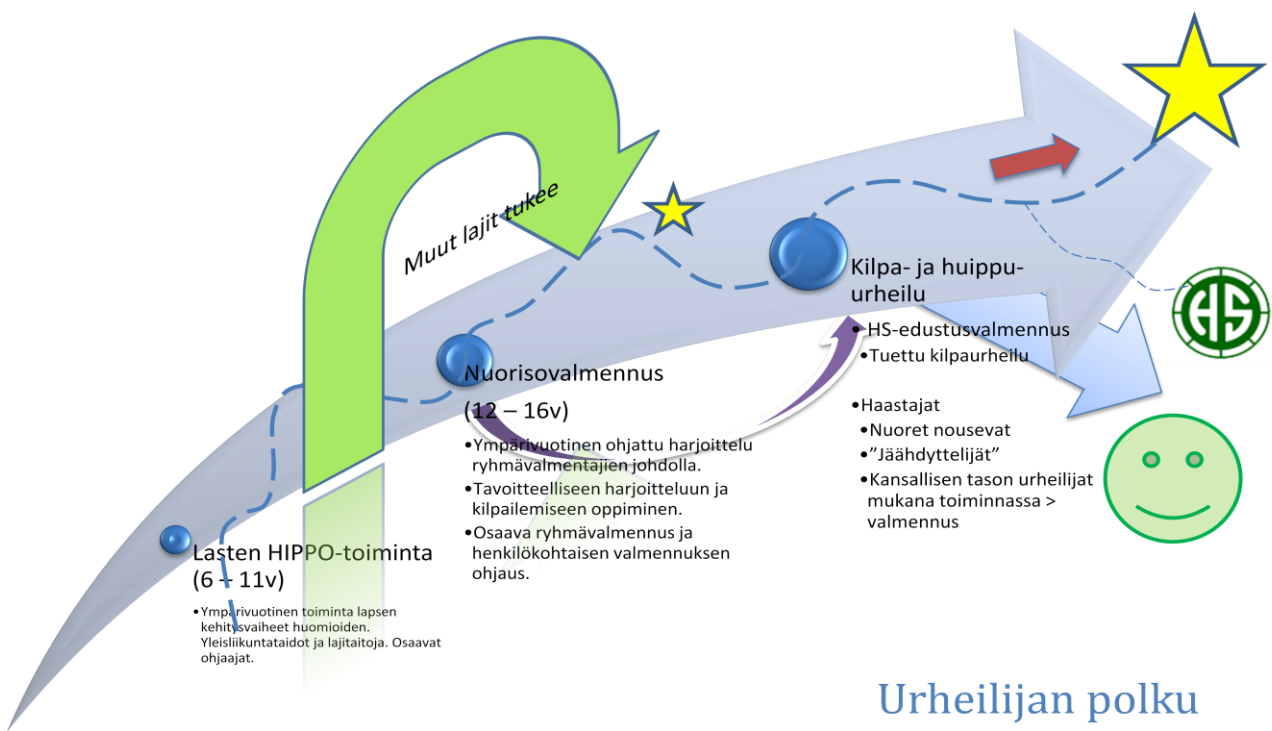 Muut lajit tukee
Kilpa- ja huippu-
urheilu
• HS-edustusvalmennus
•Tuettu kilpaurheilu
•Haastajat
•Nuoret nousevat
•”Jäähdyttelijät”
•Kansallisen tason urheilijat
mukana toiminnassa >
valmennus
HS
Nuorisovalmennus
(12 – 16v)
•Ympärivuotinen ohjattu harjoittelu
ryhmävalmentajien johdolla.
•Tavoitteelliseen harjoitteluun ja
kilpailemiseen oppiminen.
•Osaava ryhmävalmennus ja
henkilökohtaisen valmennuksen
ohjaus.
Lasten HIPPO-toiminta
(6 – 11v)
•Ympärivuotinen toiminta lapsen
kehitysvaiheet huomioiden.
Yleisliikuntataidot ja lajitaitoja. Osaavat
ohjaajat.
Urheilijan polku